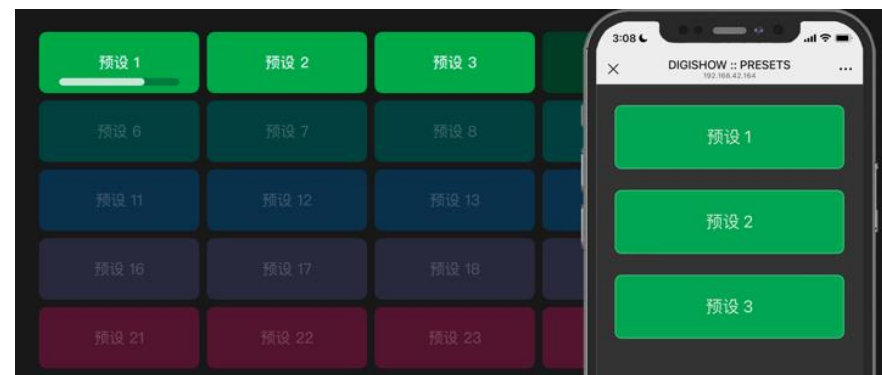 预设 1
预设 2
预设 3
预设 6
预设 7
预设 8
预设 11
预设 12
预设 13
预设 16
预设 17
预设 18
预设 21
预设 22
预设 23
3:08
DIGISHOW :: PRESETS
192.168.42.164
预设 1
预设 2
预设 3